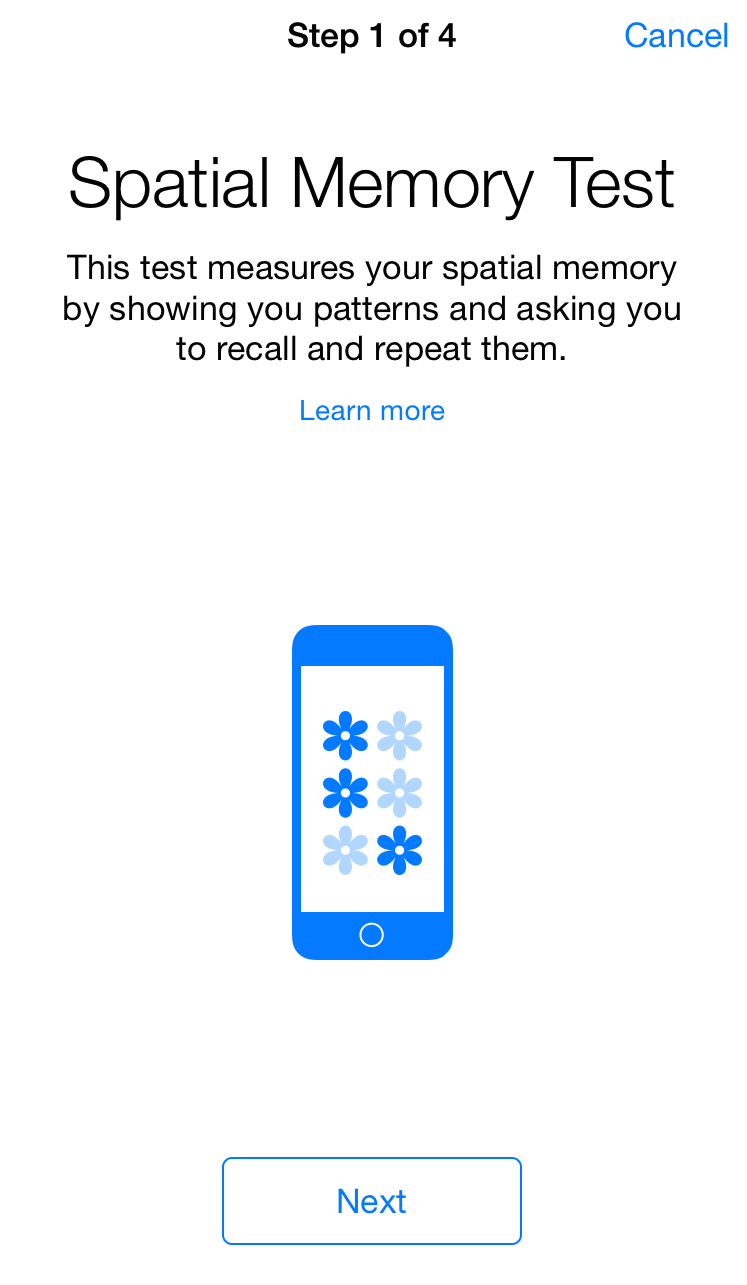 Step 1 of 4
Cancel
Spatial Memory Test
This test measures your spatial memory
by showing you patterns and asking you
to recall and repeat them.
Learn more
Next